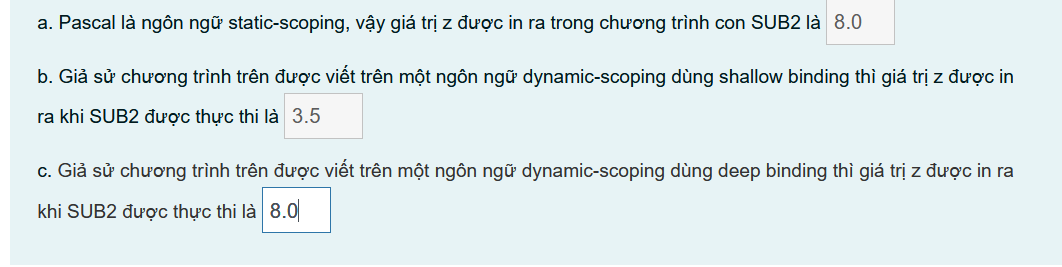 a. Pascal là ngôn ngữ static-scoping, vậy giá trị z được in ra trong chương trình con SUB2 là 8.0
b. Giả sử chương trình trên được viết trên một ngôn ngữ dynamic-scoping dùng shallow binding thì giá trị z được in
ra khi SUB2 được thực thi là 3.5
c. Giả sử chương trình trên được viết trên một ngôn ngữ dynamic-scoping dùng deep binding thì giá trị z được in ra
khi SUB2 được thực thi là 8.0